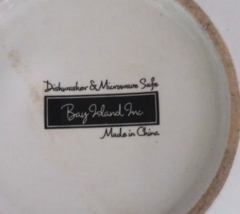 Dishwasher & Microwave Safe
Bay Island Inc
Made in China